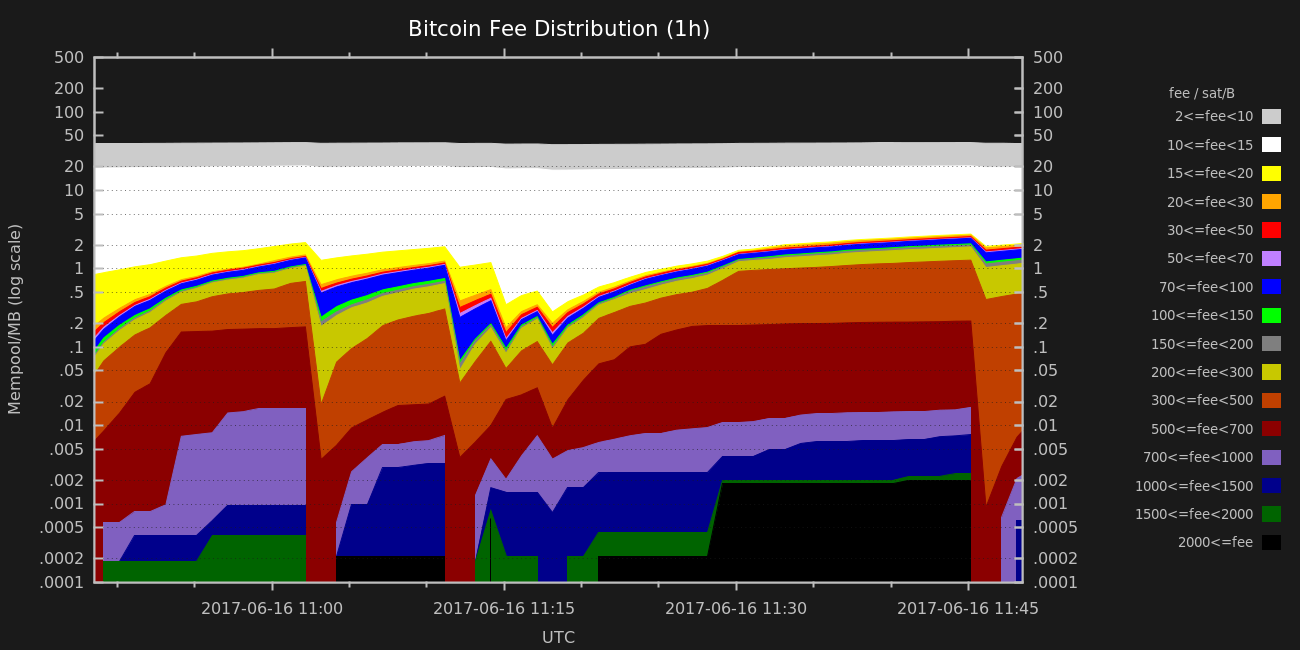 Bitcoin Fee Distribution (1h)
Mempool/MB (log scale)
500
200
100
50
20
10
5
2
1
.5
.2
.1
.05
.02
.01
.005
.002
.001
.0005
.0002
.0001
500
200
100
50
20
10
5
2
1
.5
.2
.1
.05
.02
.01
.005
.002
.001
.0005
.0002
.0001
2017-06-16 11:00
2017-06-16 11:15
2017-06-16 11:30
2017-06-16 11:45
UTC
fee / sat/B
2<=fee<10
10<=fee<15
15<=fee<20
20<=fee<30
30<=fee<50
50<=fee<70
70<=fee<100
100<=fee<150
150<=fee<200
200<=fee<300
300<=fee<500
500<=fee<700
700<=fee<1000
1000<=fee<1500
1500<=fee<2000
2000<=fee